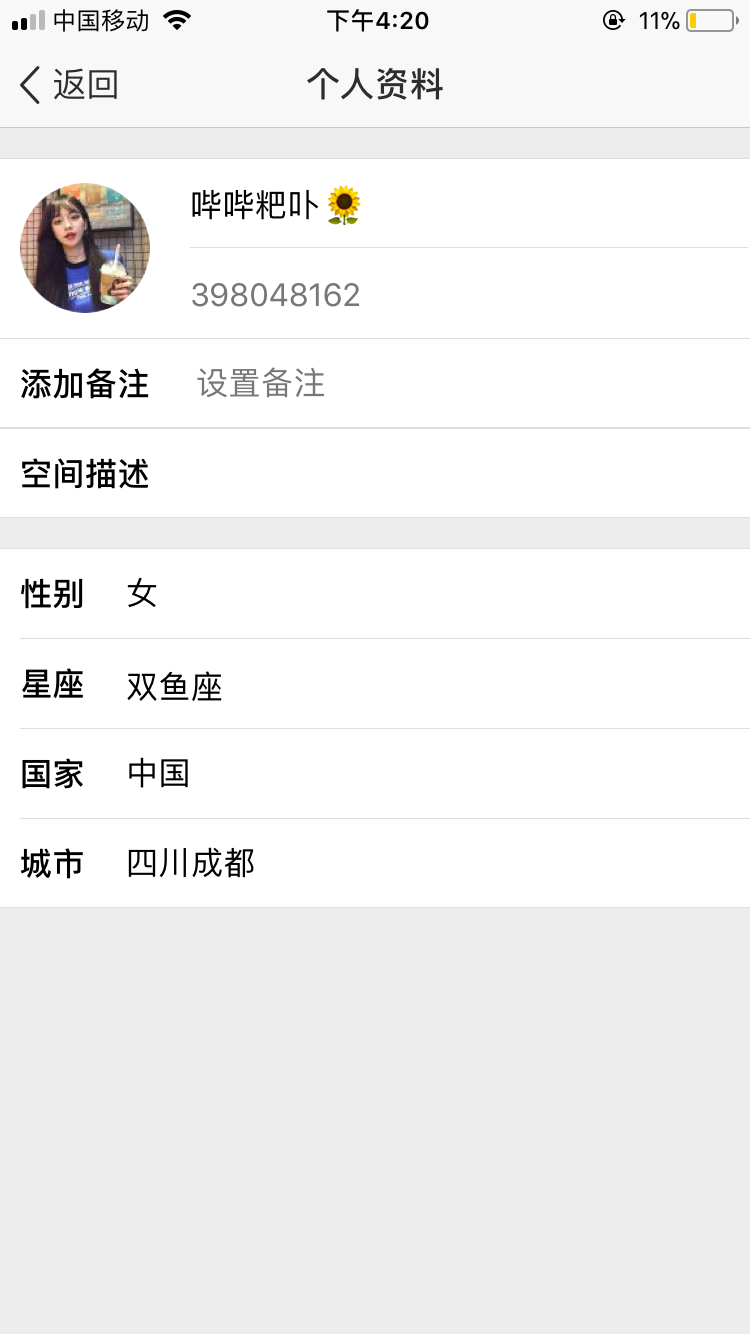 中国移动 下午4:20 11%
返回 个人资料
哔哔粑卟🌻
398048162
添加备注 设置备注
空间描述
性别 女
星座 双鱼座
国家 中国
城市 四川成都